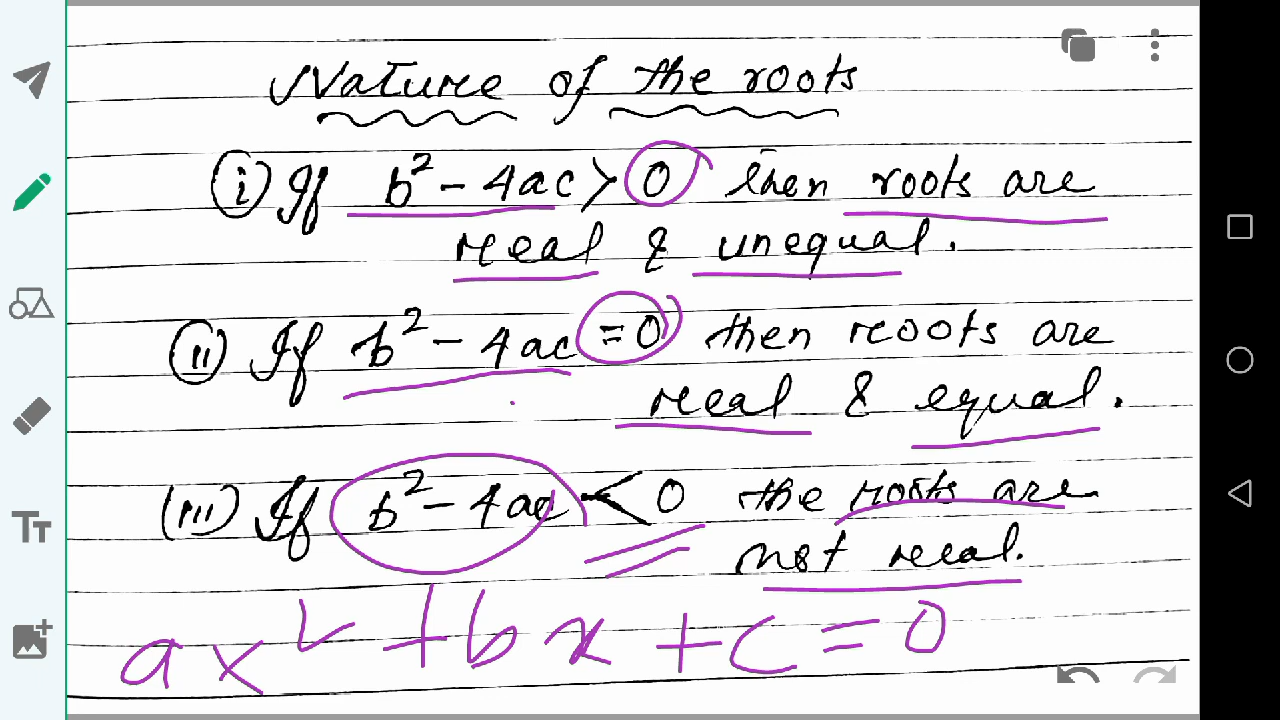 Nature of the roots
(i) If b² - 4ac > 0 then roots are
real & unequal.
(ii) If b² - 4ac = 0 then roots are
real & equal.
(iii) If b² - 4ac < 0 the roots are
not real.
ax² + bx + c = 0
TT